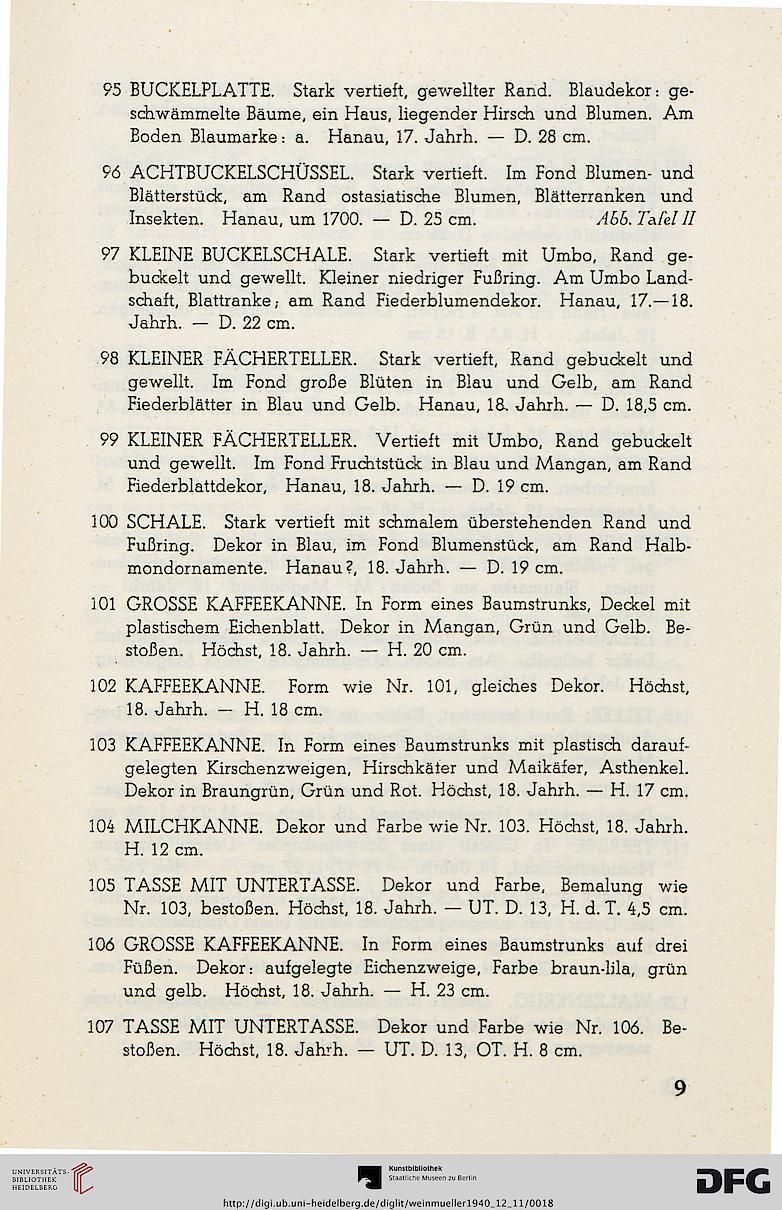 95 BUCKELPLATTE. Stark vertieft, gewellter Rand. Blaudekor: ge-
schwämmelte Bäume, ein Haus, liegender Hirsch und Blumen. Am
Boden Blaumarke: a. Hanau, 17. Jahrh. — D. 28 cm.
96 ACHTBUCKELSCHÜSSEL. Stark vertieft. Im Fond Blumen- und
Blätterstück, am Rand ostasiatische Blumen, Blätterranken und
Insekten. Hanau, um 1700. — D. 25 cm. Abb. Tafel II
97 KLEINE BUCKELSCHALE. Stark vertieft mit Umbo, Rand ge-
buckelt und gewellt. Kleiner niedriger Fußring. Am Umbo Land-
schaft, Blattranke; am Rand Fiederblumendekor. Hanau, 17.—18.
Jahrh. — D. 22 cm.
98 KLEINER FÄCHERTELLER. Stark vertieft, Rand gebuckelt und
gewellt. Im Fond große Blüten in Blau und Gelb, am Rand
Fiederblätter in Blau und Gelb. Hanau, 18. Jahrh. — D. 18,5 cm.
99 KLEINER FÄCHERTELLER. Vertieft mit Umbo, Rand gebuckelt
und gewellt. Im Fond Fruchtstück in Blau und Mangan, am Rand
Fiederblattdekor, Hanau, 18. Jahrh. — D. 19 cm.
100 SCHALE. Stark vertieft mit schmalem überstehenden Rand und
Fußring. Dekor in Blau, im Fond Blumenstück, am Rand Halb-
mondornamente. Hanau?, 18. Jahrh. — D. 19 cm.
101 GROSSE KAFFEEKANNE. In Form eines Baumstrunks, Deckel mit
plastischem Eichenblatt. Dekor in Mangan, Grün und Gelb. Be-
stoßen. Höchst, 18. Jahrh. — H. 20 cm.
102 KAFFEEKANNE. Form wie Nr. 101, gleiches Dekor. Höchst,
18. Jahrh. — H. 18 cm.
103 KAFFEEKANNE. In Form eines Baumstrunks mit plastisch darauf-
gelegten Kirschenzweigen, Hirschkäfer und Maikäfer, Asthenkel.
Dekor in Braungrün, Grün und Rot. Höchst, 18. Jahrh. — H. 17 cm.
104 MILCHKANNE. Dekor und Farbe wie Nr. 103. Höchst, 18. Jahrh.
H. 12 cm.
105 TASSE MIT UNTERTASSE. Dekor und Farbe, Bemalung wie
Nr. 103, bestoßen. Höchst, 18. Jahrh. — UT. D. 13, H. d. T. 4,5 cm.
106 GROSSE KAFFEEKANNE. In Form eines Baumstrunks auf drei
Füßen. Dekor: aufgelegte Eichenzweige, Farbe braun-lila, grün
und gelb. Höchst, 18. Jahrh. — H. 23 cm.
107 TASSE MIT UNTERTASSE. Dekor und Farbe wie Nr. 106. Be-
stoßen. Höchst, 18. Jahrh. — UT. D. 13, OT. H. 8 cm.
9
UNIVERSITÄTS-
BIBLIOTHEK
HEIDELBERG
Kunstbibliothek
Staatliche Museen zu Berlin
DFG
http://digi.ub.uni-heidelberg.de/diglit/weinmueller1940_12_11/0018